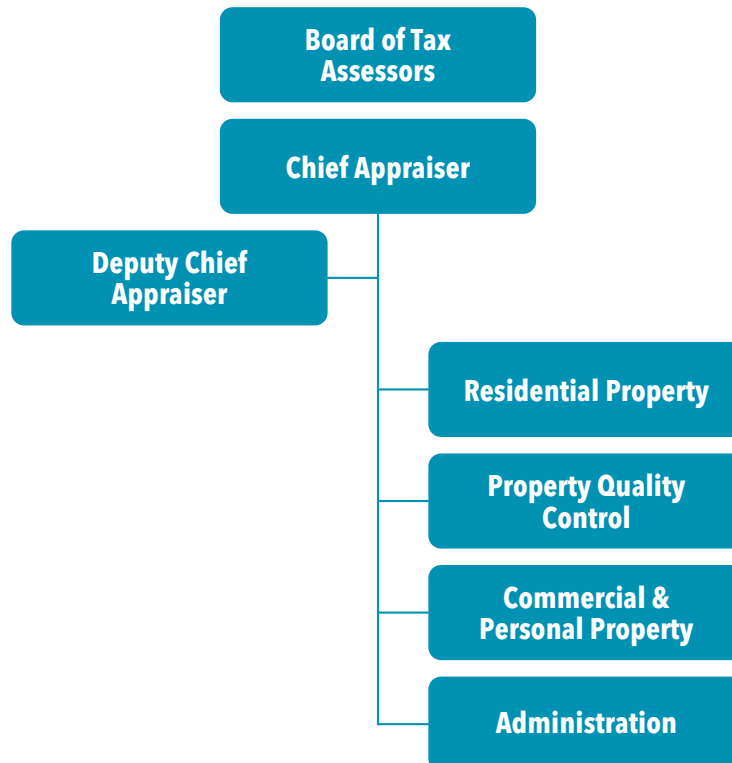 Board of Tax
Assessors
Chief Appraiser
Deputy Chief
Appraiser
Residential Property
Property Quality
Control
Commercial &
Personal Property
Administration